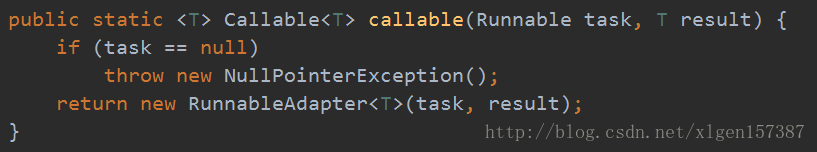 public static <T> Callable<T> callable(Runnable task, T result) {
    if (task == null)
        throw new NullPointerException();
    return new RunnableAdapter<T>(task, result);
}
http://blog.csdn.net/xlgen157387